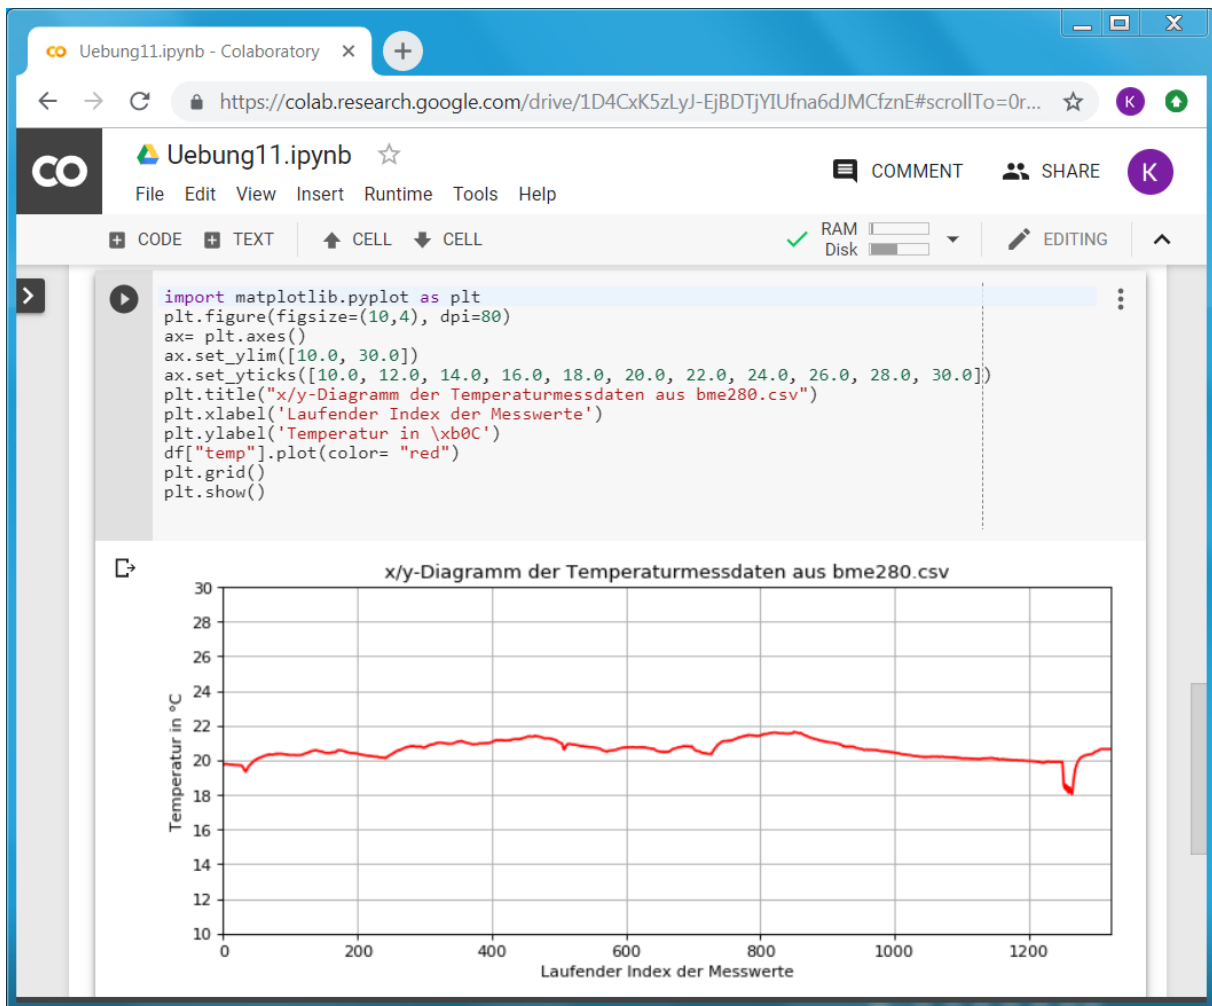 Uebung11.ipynb - Colaboratory
https://colab.research.google.com/drive/1D4CxK5zLyJ-EjBDTjYIUfna6dJMCfznE#scrollTo=0r...
K
CO
Uebung11.ipynb
COMMENT
SHARE
K
File Edit View Insert Runtime Tools Help
CODE TEXT CELL CELL
RAM
Disk
EDITING
import matplotlib.pyplot as plt
plt.figure(figsize=(10,4), dpi=80)
ax= plt.axes()
ax.set_ylim([10.0, 30.0])
ax.set_yticks([10.0, 12.0, 14.0, 16.0, 18.0, 20.0, 22.0, 24.0, 26.0, 28.0, 30.0])
plt.title("x/y-Diagramm der Temperaturmessdaten aus bme280.csv")
plt.xlabel('Laufender Index der Messwerte')
plt.ylabel('Temperatur in \xb0C')
df["temp"].plot(color= "red")
plt.grid()
plt.show()
x/y-Diagramm der Temperaturmessdaten aus bme280.csv
30
28
26
24
22
20
18
16
14
12
10
Temperatur in °C
0 200 400 600 800 1000 1200
Laufender Index der Messwerte